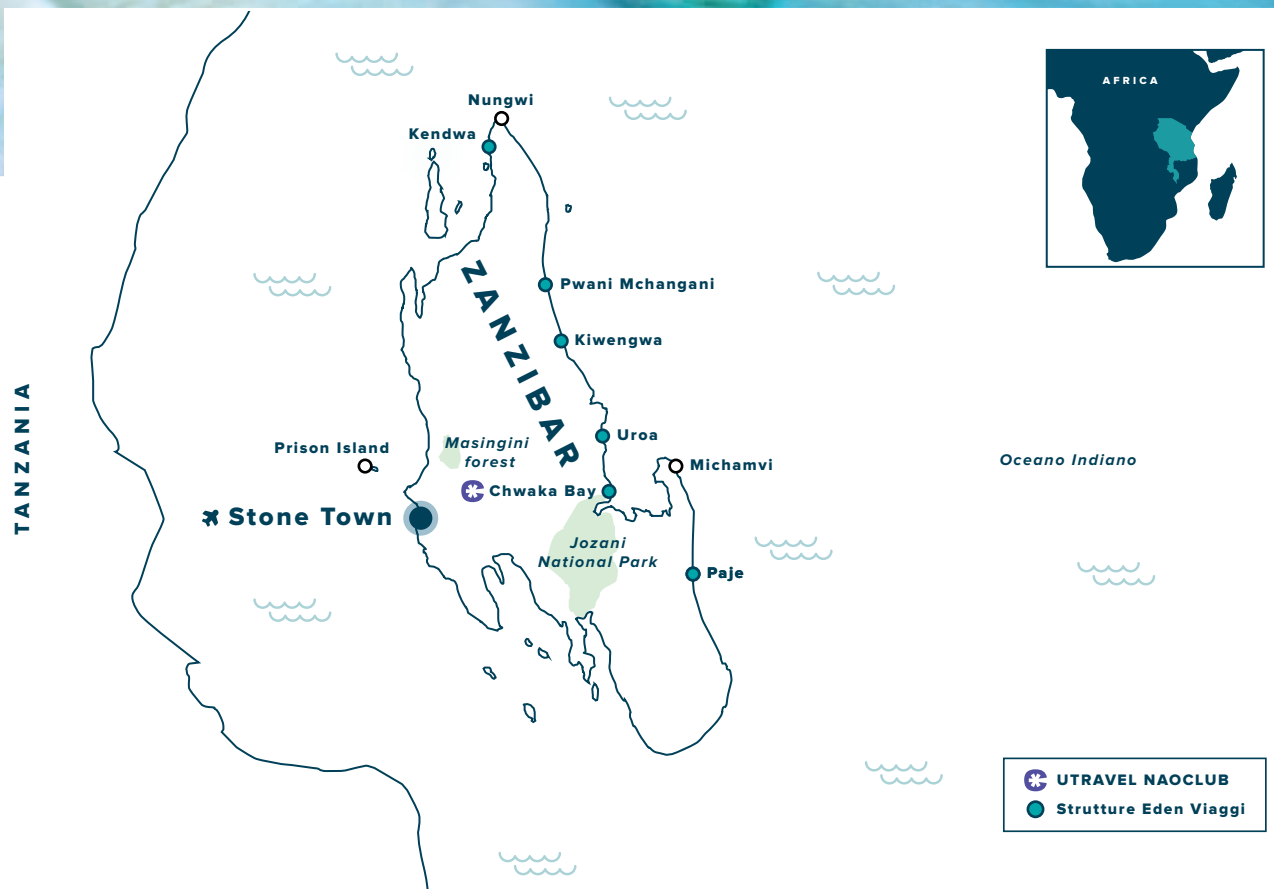 AFRICA
Nungwi
Kendwa
ZANZIBAR
Pwani Mchangani
Kiwengwa
TANZANIA
Uroa
Prison Island
Masingini
forest
Michamvi
Oceano Indiano
Chwaka Bay
Stone Town
Jozani
National Park
Paje
UTRAVEL NAOCLUB
Strutture Eden Viaggi